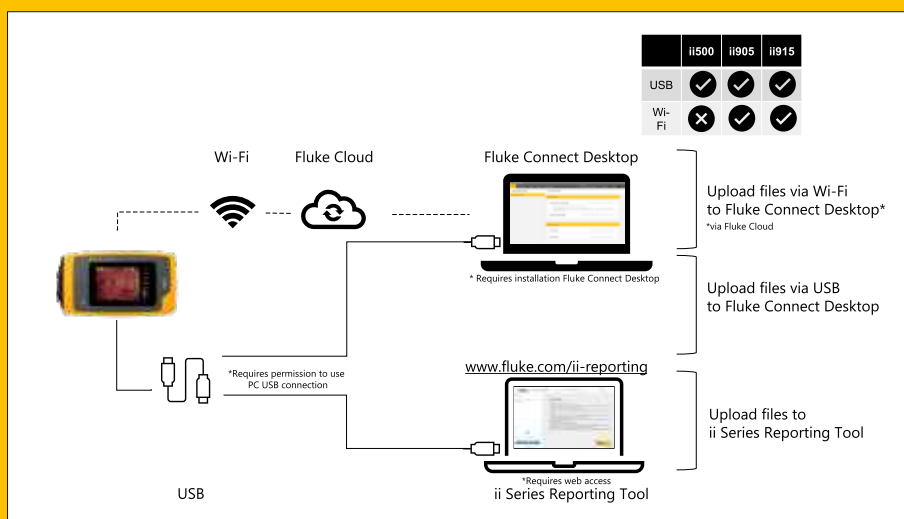 ii500 ii905 ii915
USB
Wi-
Fi
Wi-Fi
Fluke Cloud
Fluke Connect Desktop
Upload files via Wi-Fi
to Fluke Connect Desktop*
*via Fluke Cloud
* Requires installation Fluke Connect Desktop
Upload files via USB
to Fluke Connect Desktop
*Requires permission to use
PC USB connection
www.fluke.com/ii-reporting
Upload files to
ii Series Reporting Tool
*Requires web access
USB
ii Series Reporting Tool